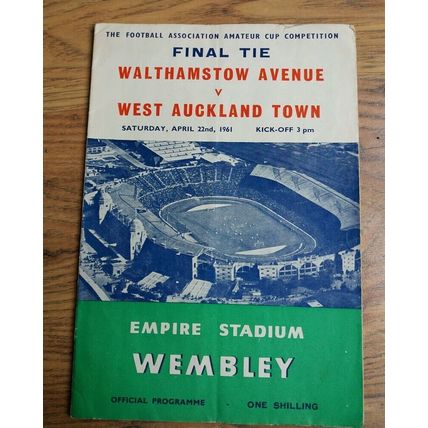 THE FOOTBALL ASSOCIATION AMATEUR CUP COMPETITION
FINAL TIE
WALTHAMSTOW AVENUE
V
WEST AUCKLAND TOWN
SATURDAY, APRIL 22nd, 1961 KICK-OFF 3 pm
EMPIRE STADIUM
WEMBLEY
OFFICIAL PROGRAMME ONE SHILLING